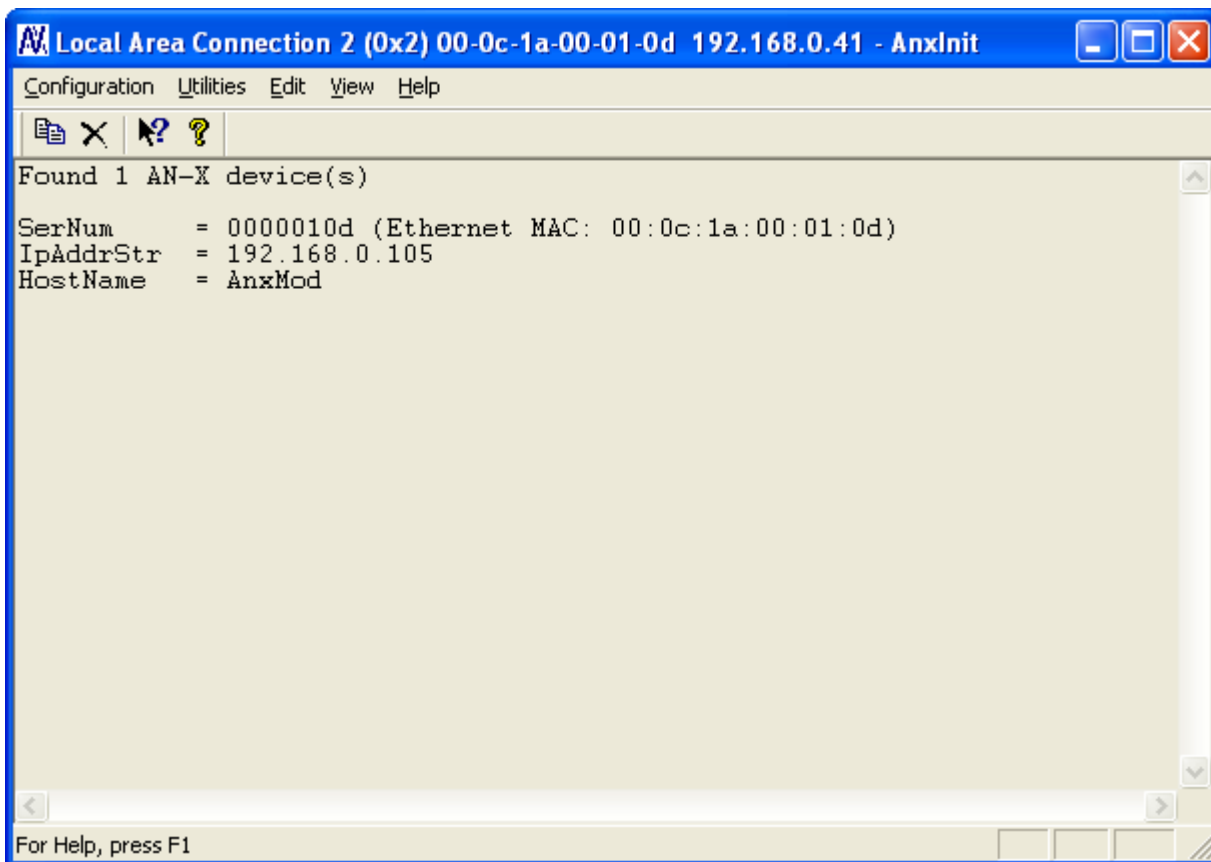 AX Local Area Connection 2 (0x2) 00-0c-1a-00-01-0d 192.168.0.41 - AnxInit
Configuration Utilities Edit View Help
Found 1 AN-X device(s)
SerNum = 0000010d (Ethernet MAC: 00:0c:1a:00:01:0d)
IpAddrStr = 192.168.0.105
HostName = AnxMod
For Help, press F1